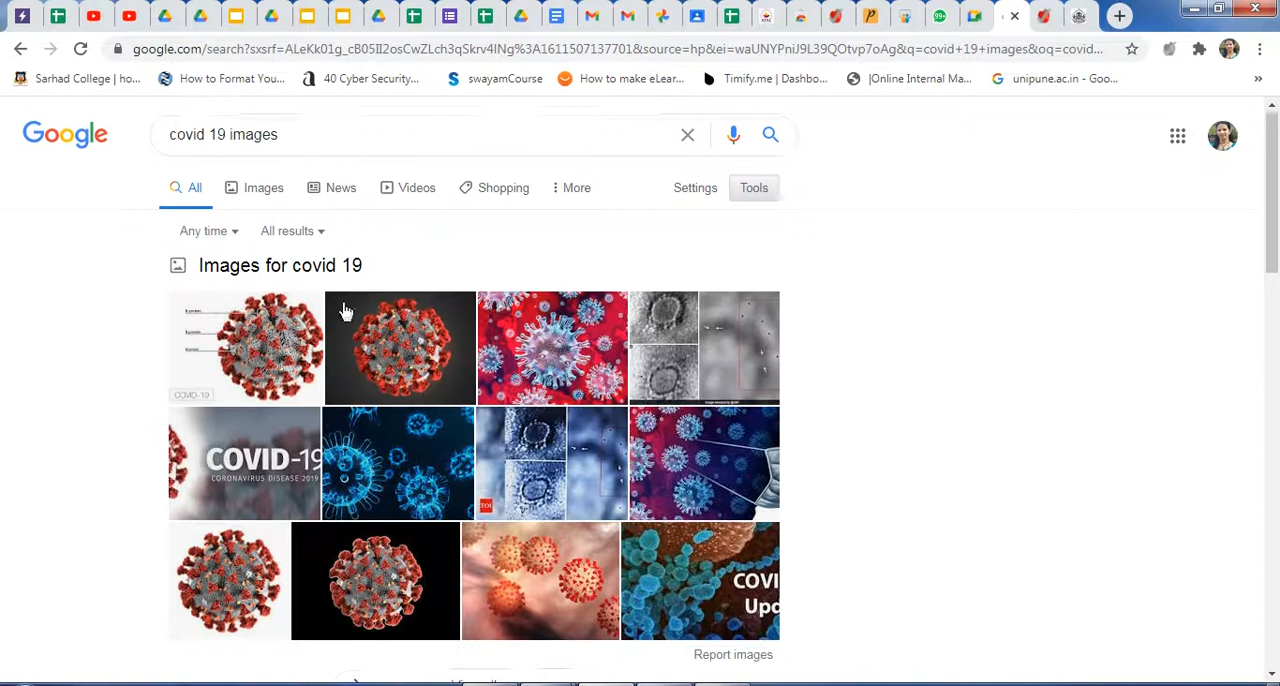 99+
google.com/search?sxsrf=ALeKk01g_cB05II2osCwZLch3qSkrv4INg%3A1611507137701&source=hp&ei=waUNYPniJ9L39QOtvp7oAg&q=covid+19+images&oq=covid...
Sarhad College | ho...
How to Format You...
40 Cyber Security...
swayamCourse
How to make eLear...
Timify.me | Dashbo...
|Online Internal Ma...
unipune.ac.in - Goo...
»
Google
covid 19 images
All
Images
News
Videos
Shopping
More
Settings
Tools
Any time
All results
Images for covid 19
COVID-19
TOI
COVID-19
CORONAVIRUS DISEASE 2019
COVI
Upd
Report images